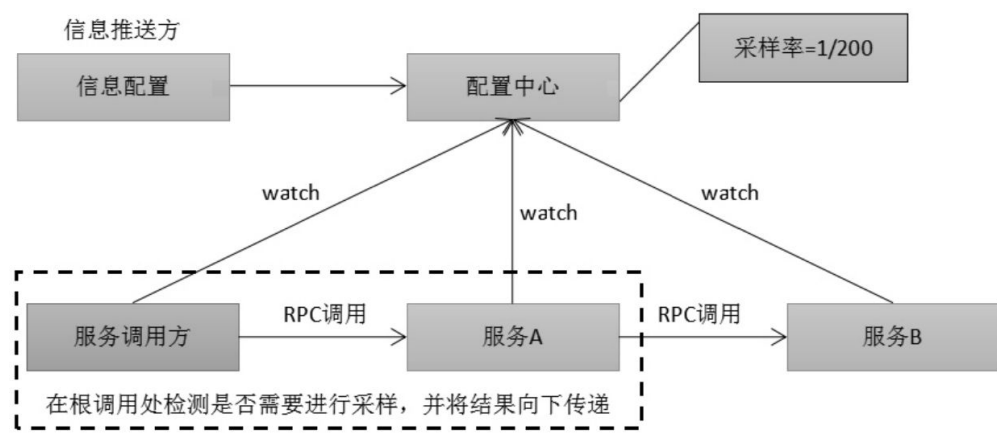 信息推送方
信息配置
配置中心
采样率=1/200
watch
watch
watch
服务调用方
RPC调用
服务A
RPC调用
服务B
在根调用处检测是否需要进行采样，并将结果向下传递